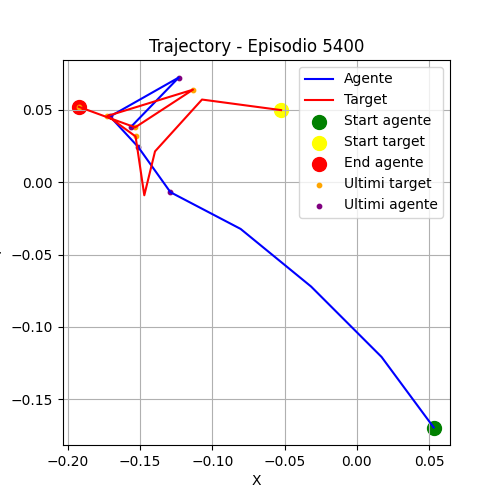 Trajectory - Episodio 5400
Agente
Target
Start agente
Start target
End agente
Ultimi target
Ultimi agente
0.05
0.00
−0.05
−0.10
−0.15
−0.20 −0.15 −0.10 −0.05 0.00 0.05
X